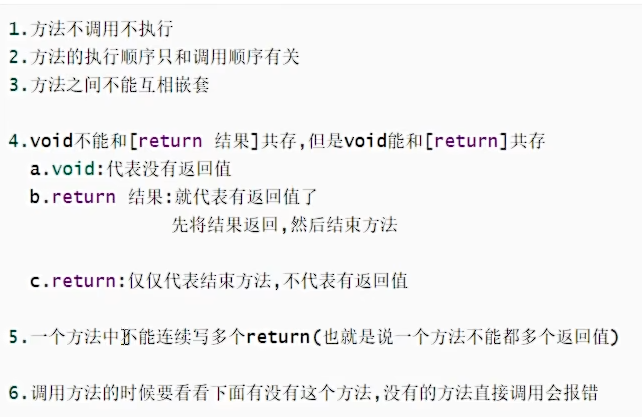 1.方法不调用不执行
2.方法的执行顺序只和调用顺序有关
3.方法之间不能互相嵌套
4.void不能和[return 结果]共存,但是void能和[return]共存
a.void:代表没有返回值
b.return 结果:就代表有返回值了
先将结果返回,然后结束方法
c.return:仅仅代表结束方法,不代表有返回值
5.一个方法中不能连续写多个return(也就是说一个方法不能都多个返回值)
6.调用方法的时候要看看下面有没有这个方法,没有的方法直接调用会报错